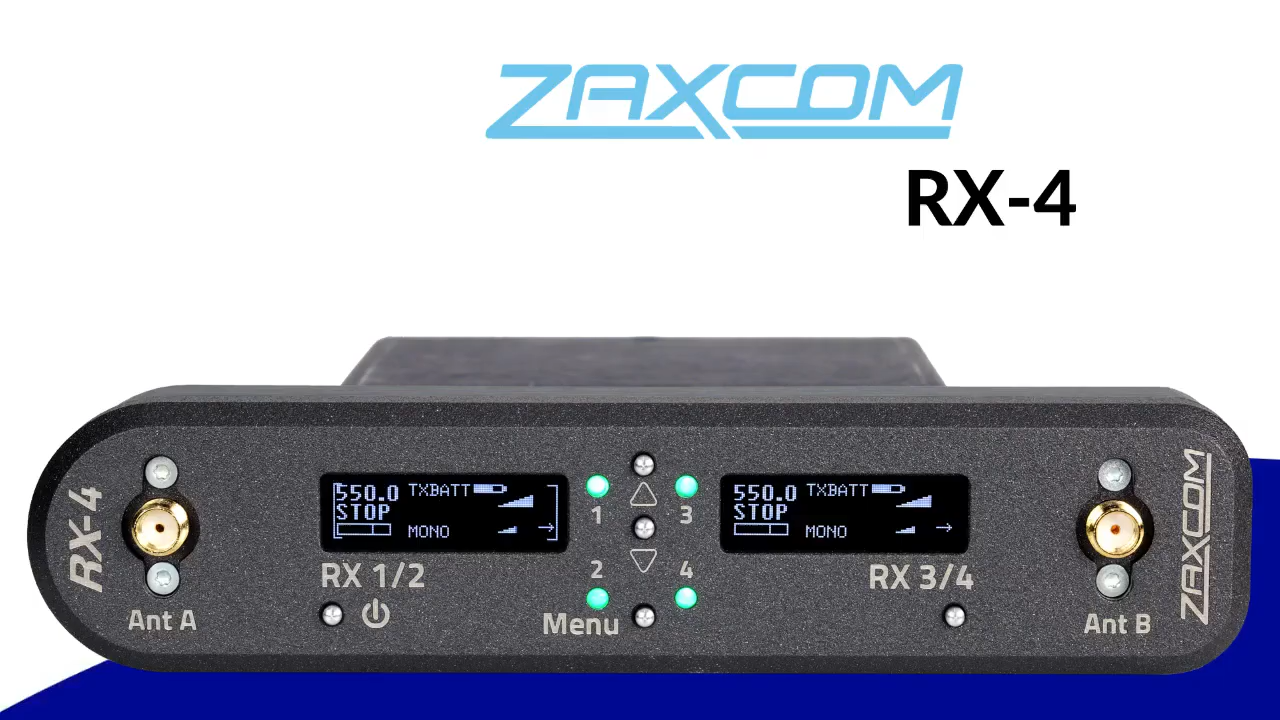 ZAXCOM
RX-4
RX-4
Ant A
550.0 TXBATT
STOP
MONO
RX 1/2
1
2
3
4
Menu
550.0 TXBATT
STOP
MONO
RX 3/4
Ant B
ZAXCOM